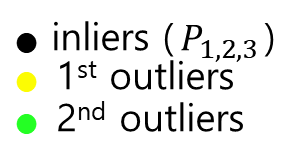 inliers (P₁,₂,₃)
1ˢᵗ outliers
2ⁿᵈ outliers